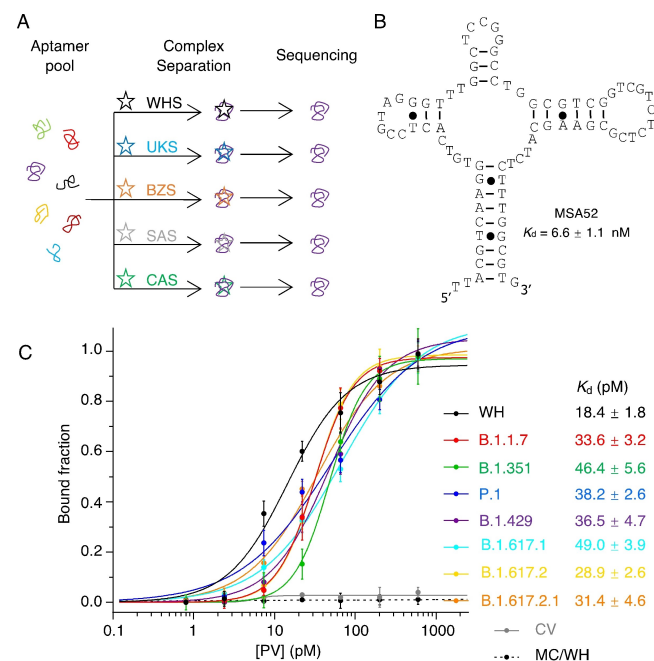 A
Aptamer
pool
Complex
Separation
Sequencing
WHS
UKS
BZS
SAS
CAS
B
MSA52
Kd = 6.6 ± 1.1 nM
5′
3′
C
Bound fraction
1.0
0.8
0.6
0.4
0.2
0.0
0.1
1
10
100
1000
[PV] (pM)
Kd (pM)
WH 18.4 ± 1.8
B.1.1.7 33.6 ± 3.2
B.1.351 46.4 ± 5.6
P.1 38.2 ± 2.6
B.1.429 36.5 ± 4.7
B.1.617.1 49.0 ± 3.9
B.1.617.2 28.9 ± 2.6
B.1.617.2.1 31.4 ± 4.6
CV
MC/WH